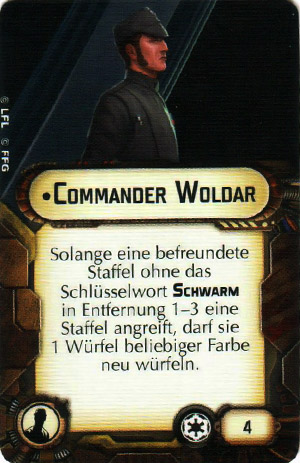 © LFL © FFG
•COMMANDER WOLDAR
Solange eine befreundete
Staffel ohne das
Schlüsselwort SCHWARM
in Entfernung 1–3 eine
Staffel angreift, darf sie
1 Würfel beliebiger Farbe
neu würfeln.
4